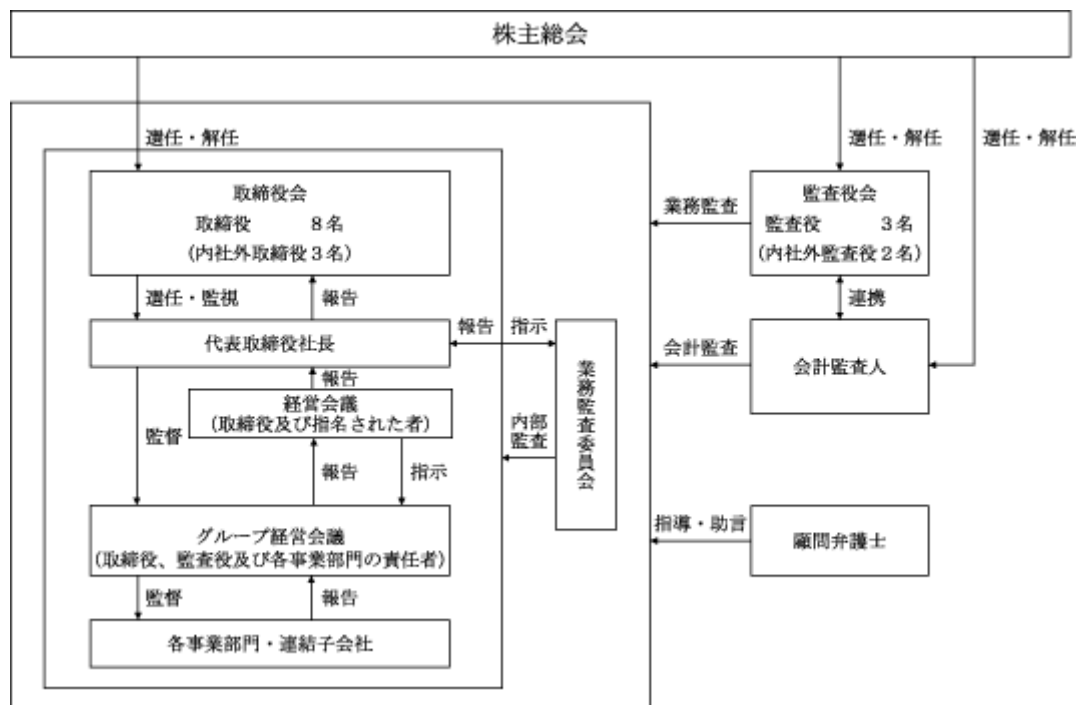 株主総会
選任・解任
選任・解任
選任・解任
取締役会
取締役 8名
(内社外取締役3名)
業務監査
監査役会
監査役 3名
(内社外監査役2名)
選任・監視
報告
連携
代表取締役社長
報告
指示
業務監査委員会
会計監査
会計監査人
報告
経営会議
(取締役及び指名された者)
監督
内部
監査
報告
指示
グループ経営会議
(取締役、監査役及び各事業部門の責任者)
指導・助言
顧問弁護士
監督
報告
各事業部門・連結子会社